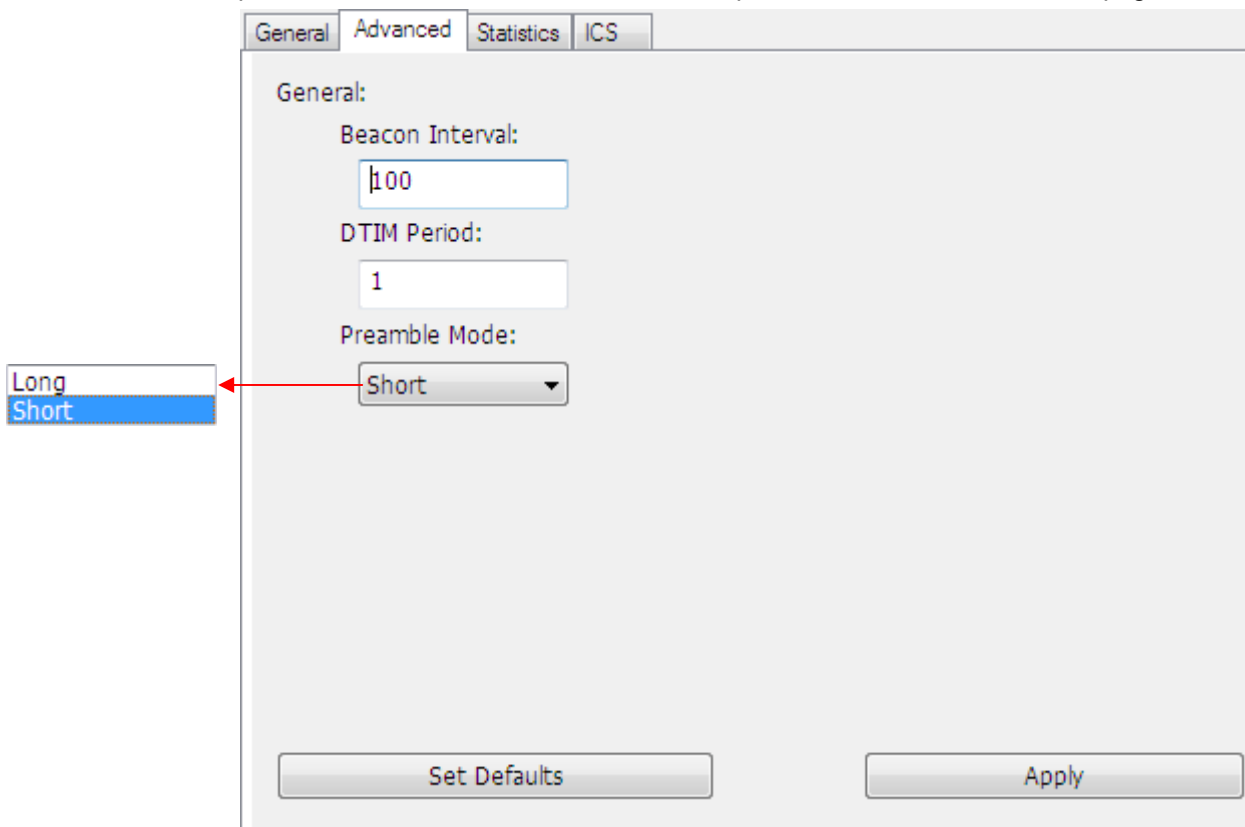 General Advanced Statistics ICS
General:
Beacon Interval:
100
DTIM Period:
1
Preamble Mode:
Short
Long
Short
Set Defaults Apply